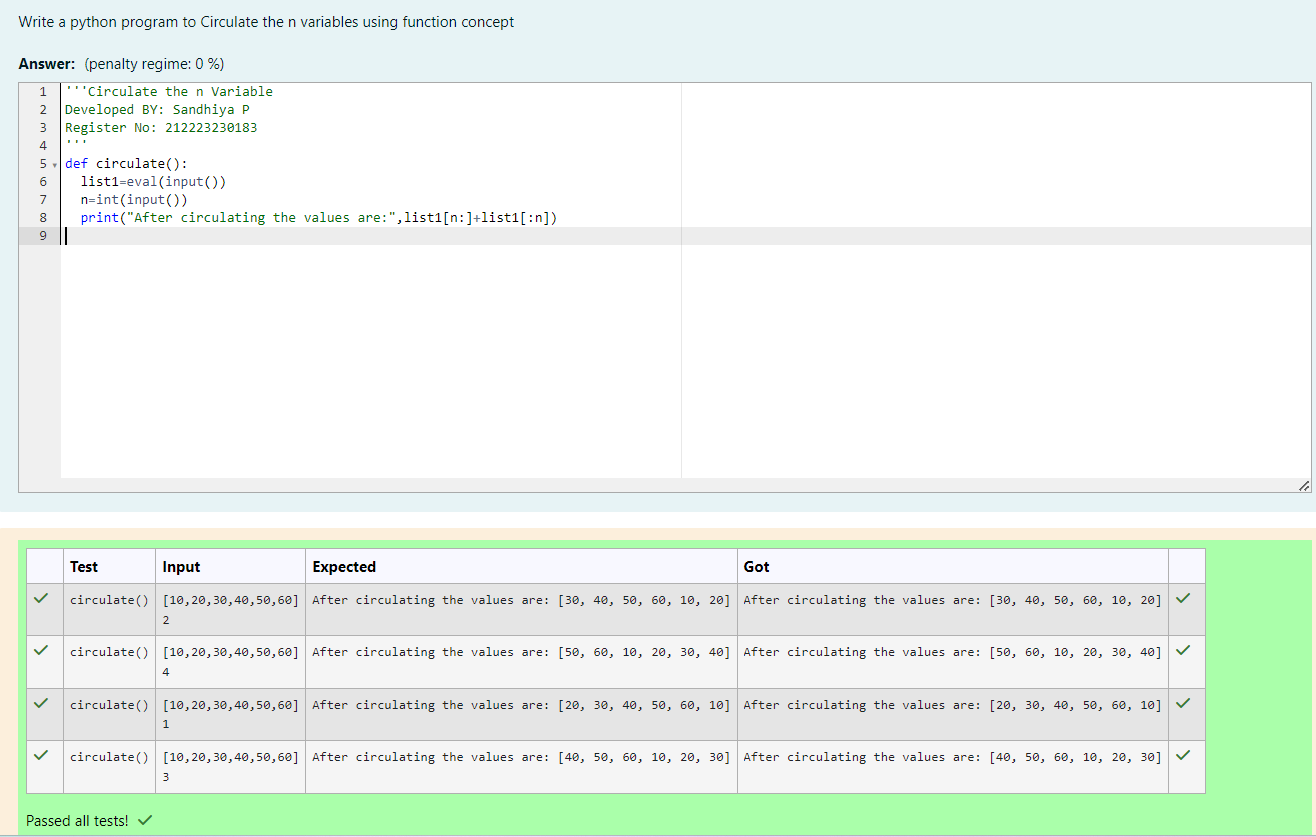 Write a python program to Circulate the n variables using function concept
Answer: (penalty regime: 0 %)
1 '''Circulate the n Variable
2 Developed BY: Sandhiya P
3 Register No: 212223230183
4 '''
5 def circulate():
6 list1=eval(input())
7 n=int(input())
8 print("After circulating the values are:",list1[n:]+list1[:n])
9
Test Input Expected Got
circulate() [10,20,30,40,50,60] After circulating the values are: [30, 40, 50, 60, 10, 20] After circulating the values are: [30, 40, 50, 60, 10, 20]
2
circulate() [10,20,30,40,50,60] After circulating the values are: [50, 60, 10, 20, 30, 40] After circulating the values are: [50, 60, 10, 20, 30, 40]
4
circulate() [10,20,30,40,50,60] After circulating the values are: [20, 30, 40, 50, 60, 10] After circulating the values are: [20, 30, 40, 50, 60, 10]
1
circulate() [10,20,30,40,50,60] After circulating the values are: [40, 50, 60, 10, 20, 30] After circulating the values are: [40, 50, 60, 10, 20, 30]
3
Passed all tests!